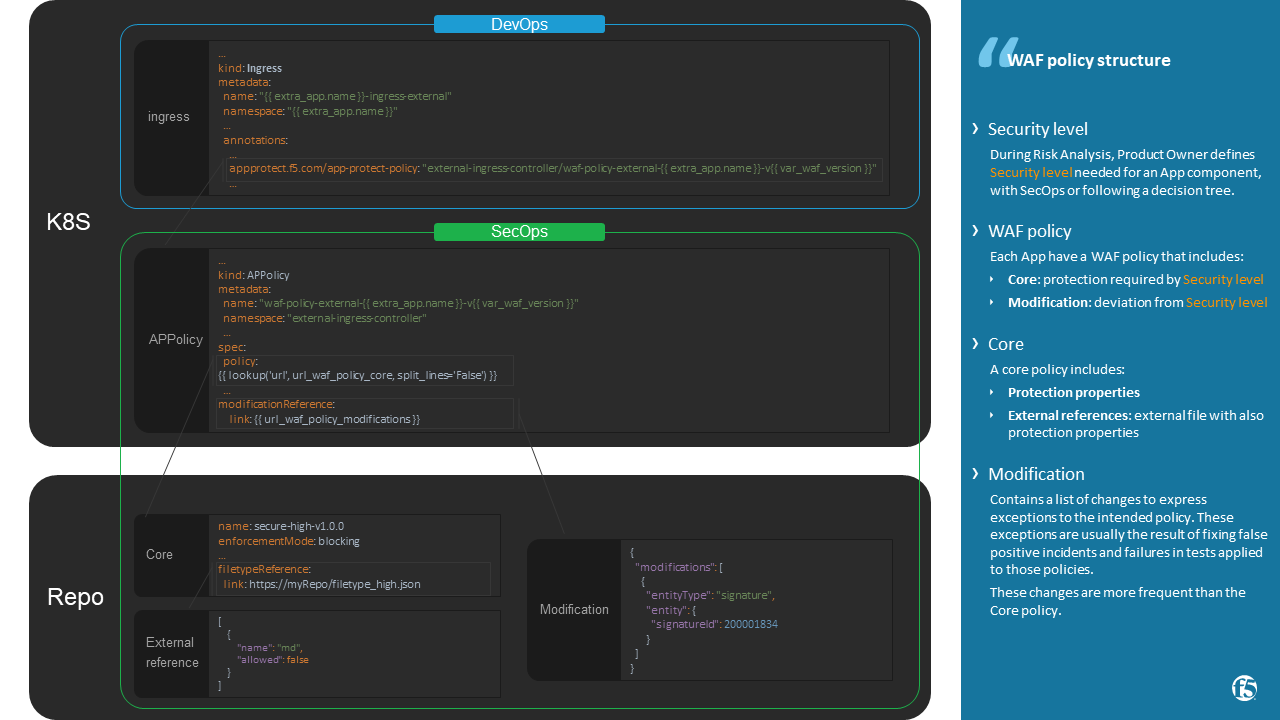 DevOps
K8S
ingress
...
kind: Ingress
metadata:
name: "{{ extra_app.name }}-ingress-external"
namespace: "{{ extra_app.name }}"
...
annotations:
...
appprotect.f5.com/app-protect-policy: "external-ingress-controller/waf-policy-external-{{ extra_app.name }}-v{{ var_waf_version }}"
...
SecOps
APPolicy
...
kind: APPolicy
metadata:
name: "waf-policy-external-{{ extra_app.name }}-v{{ var_waf_version }}"
namespace: "external-ingress-controller"
...
spec:
policy:
{{ lookup('url', url_waf_policy_core, split_lines='False') }}
...
modificationReference:
link: {{ url_waf_policy_modifications }}
Repo
Core
name: secure-high-v1.0.0
enforcementMode: blocking
...
filetypeReference:
link: https://myRepo/filetype_high.json
External
reference
[
{
"name": "md",
"allowed": false
}
]
Modification
{
"modifications": [
{
"entityType": "signature",
"entity": {
"signatureId": 200001834
}
]
}
“
WAF policy structure
› Security level
During Risk Analysis, Product Owner defines
Security level needed for an App component,
with SecOps or following a decision tree.
› WAF policy
Each App have a WAF policy that includes:
Core: protection required by Security level
Modification: deviation from Security level
› Core
A core policy includes:
Protection properties
External references: external file with also
protection properties
› Modification
Contains a list of changes to express
exceptions to the intended policy. These
exceptions are usually the result of fixing false
positive incidents and failures in tests applied
to those policies.
These changes are more frequent than the
Core policy.
f5